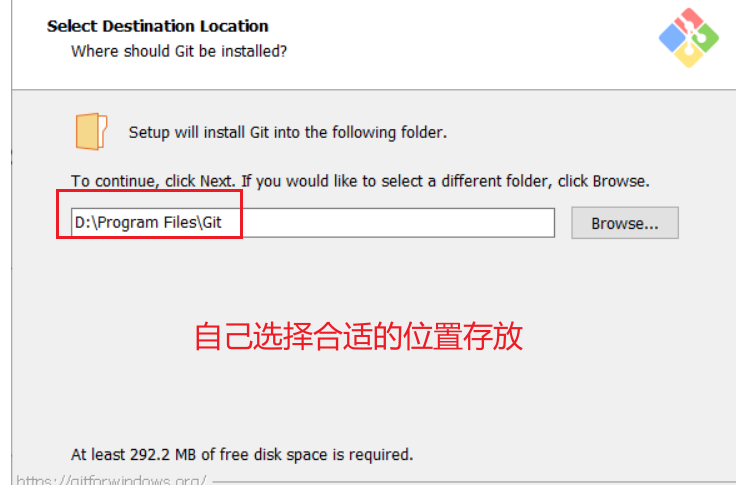 Select Destination Location
Where should Git be installed?
Setup will install Git into the following folder.
To continue, click Next. If you would like to select a different folder, click Browse.
D:\Program Files\Git
Browse...
自己选择合适的位置存放
At least 292.2 MB of free disk space is required.
https://gitforwindows.org/